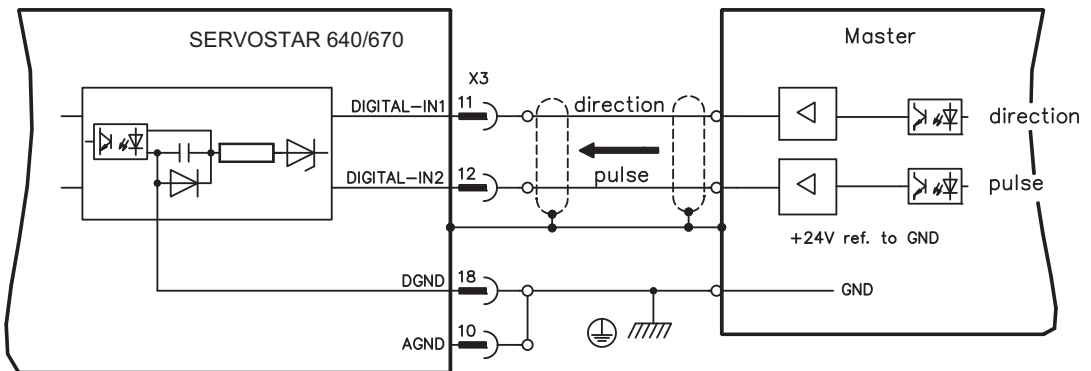 SERVOSTAR 640/670
Master
X3
DIGITAL-IN1
11
direction
direction
DIGITAL-IN2
12
pulse
pulse
+24V ref. to GND
DGND
18
GND
AGND
10